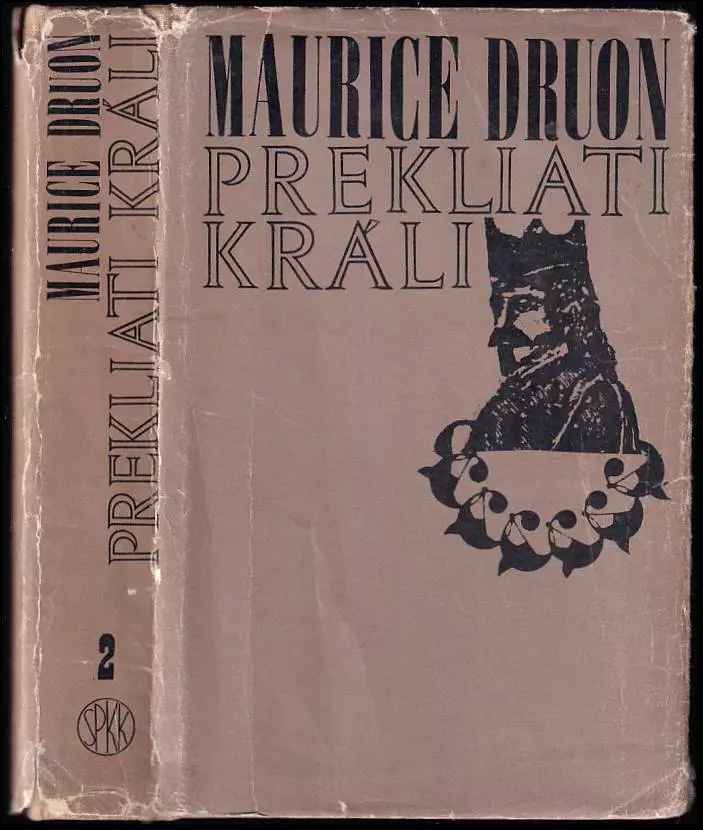 MAURICE DRUON
PREKLIATI KRÁLI
2
SPKK
MAURICE DRUON
PREKLIATI
KRÁLI